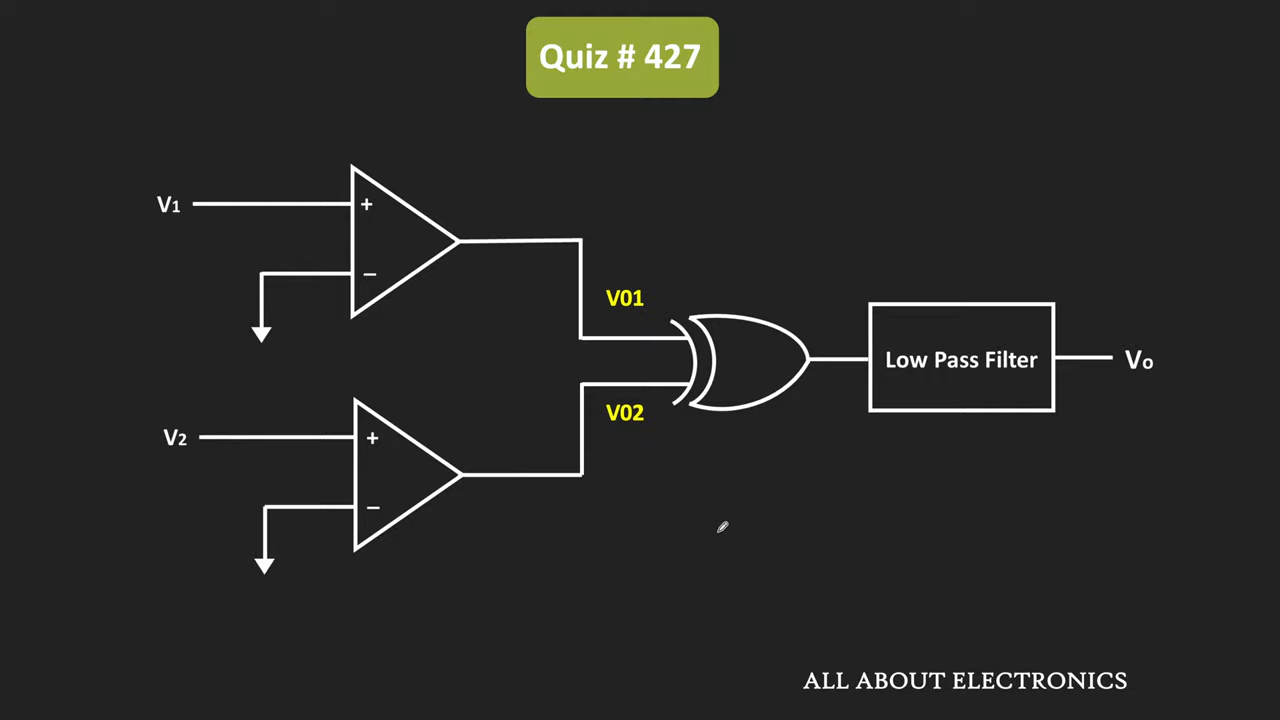 Quiz # 427
V1
+
−
V01
Low Pass Filter
Vo
V02
V2
+
−
ALL ABOUT ELECTRONICS